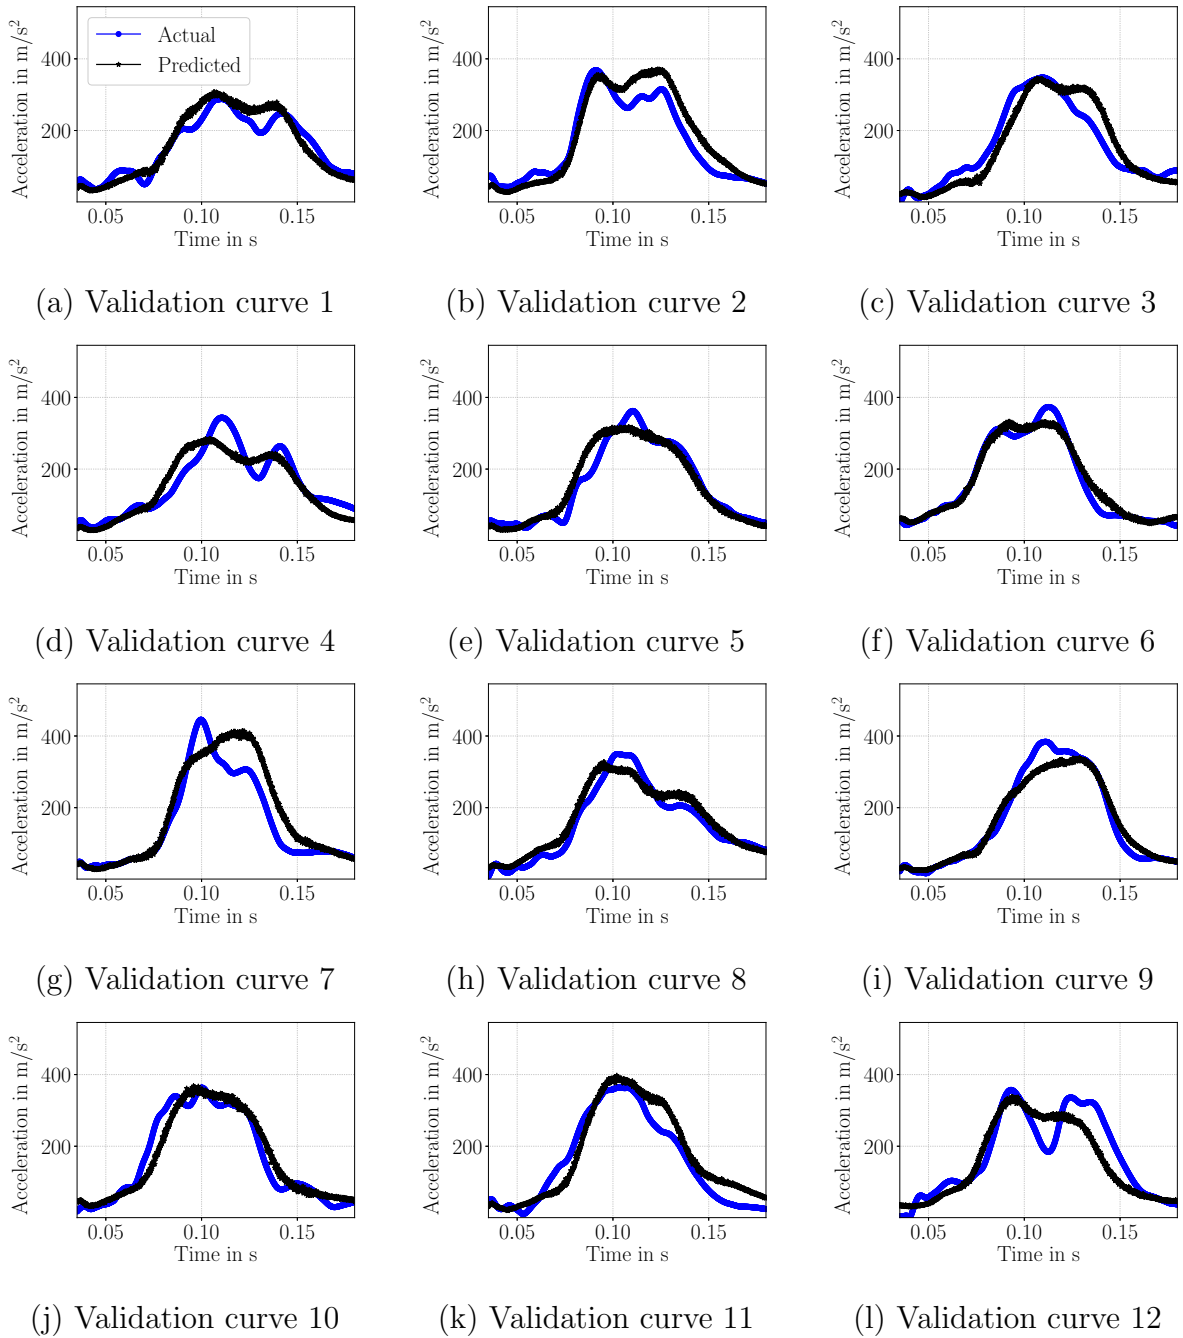 Acceleration in m/s²
400
200
Actual
Predicted
0.05 0.10 0.15
Time in s
Acceleration in m/s²
400
200
0.05 0.10 0.15
Time in s
Acceleration in m/s²
400
200
0.05 0.10 0.15
Time in s
(a) Validation curve 1
(b) Validation curve 2
(c) Validation curve 3
Acceleration in m/s²
400
200
0.05 0.10 0.15
Time in s
Acceleration in m/s²
400
200
0.05 0.10 0.15
Time in s
Acceleration in m/s²
400
200
0.05 0.10 0.15
Time in s
(d) Validation curve 4
(e) Validation curve 5
(f) Validation curve 6
Acceleration in m/s²
400
200
0.05 0.10 0.15
Time in s
Acceleration in m/s²
400
200
0.05 0.10 0.15
Time in s
Acceleration in m/s²
400
200
0.05 0.10 0.15
Time in s
(g) Validation curve 7
(h) Validation curve 8
(i) Validation curve 9
Acceleration in m/s²
400
200
0.05 0.10 0.15
Time in s
Acceleration in m/s²
400
200
0.05 0.10 0.15
Time in s
Acceleration in m/s²
400
200
0.05 0.10 0.15
Time in s
(j) Validation curve 10
(k) Validation curve 11
(l) Validation curve 12